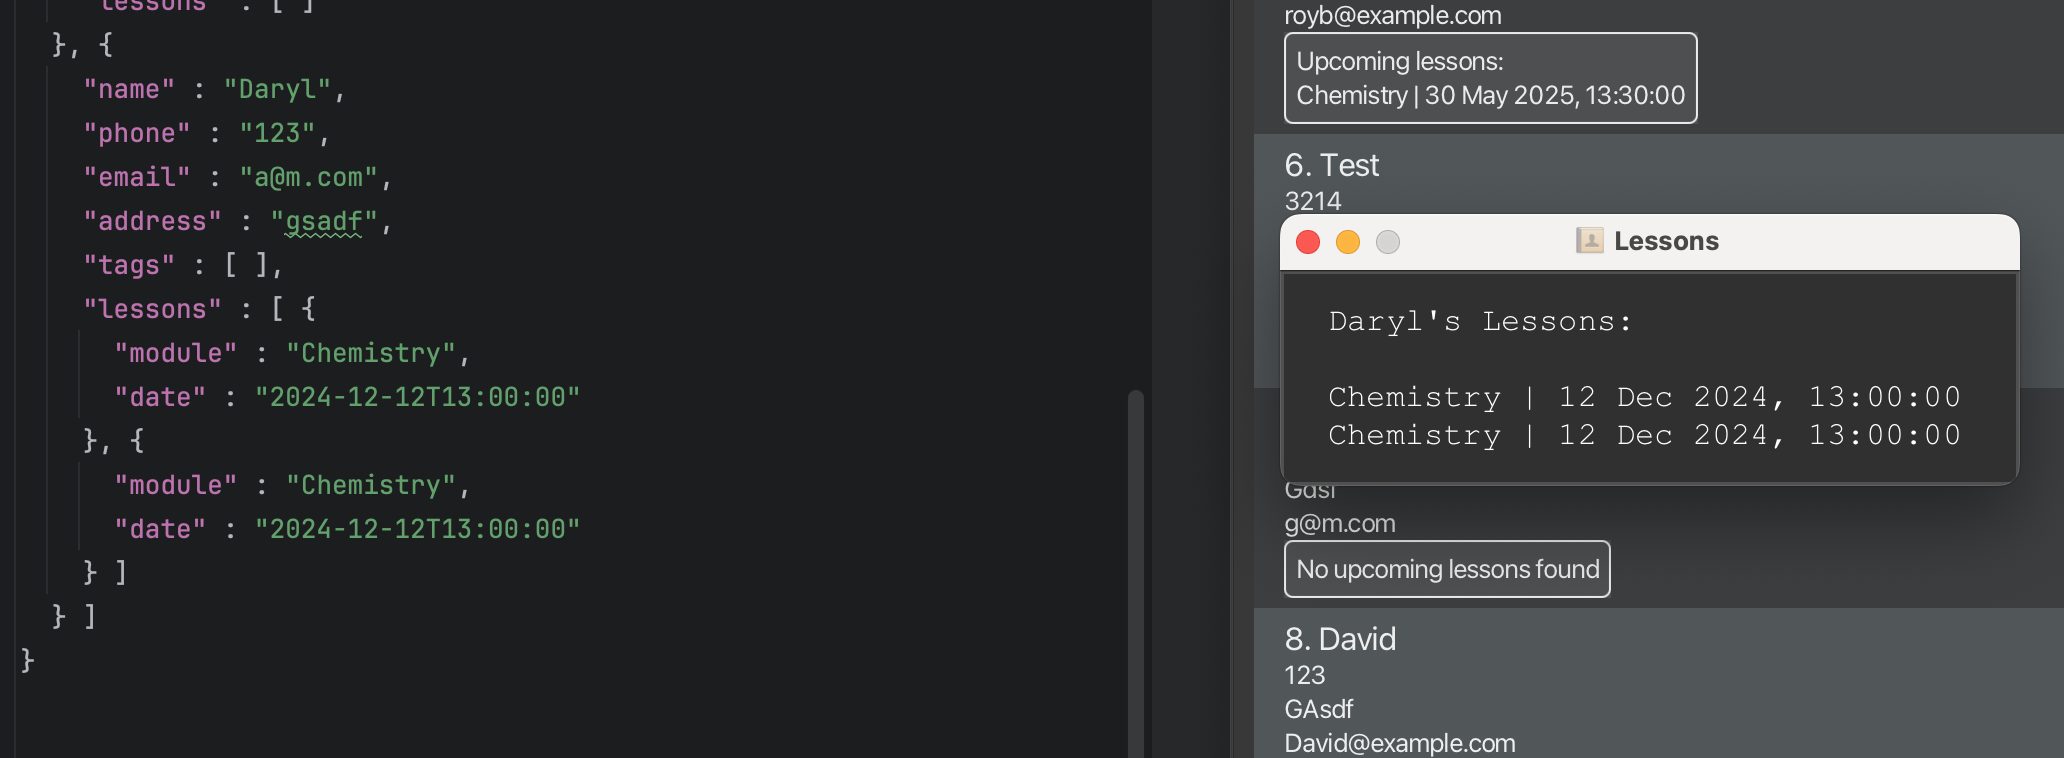 "lessons" : [ ]
}, {
"name" : "Daryl",
"phone" : "123",
"email" : "a@m.com",
"address" : "gsadf",
"tags" : [ ],
"lessons" : [ {
"module" : "Chemistry",
"date" : "2024-12-12T13:00:00"
}, {
"module" : "Chemistry",
"date" : "2024-12-12T13:00:00"
} ]
} ]
}
royb@example.com
Upcoming lessons:
Chemistry | 30 May 2025, 13:30:00
6. Test
3214
Lessons
Daryl's Lessons:
Chemistry | 12 Dec 2024, 13:00:00
Chemistry | 12 Dec 2024, 13:00:00
g@m.com
No upcoming lessons found
8. David
123
GAsdf
David@example.com